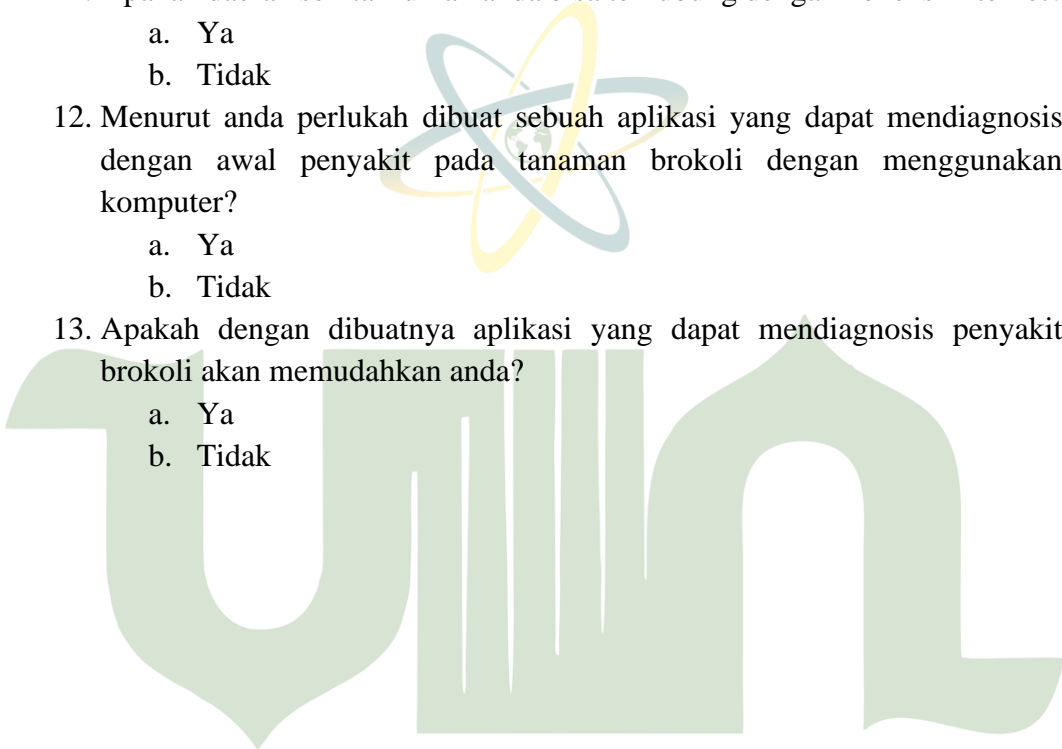 a. Ya
b. Tidak
12. Menurut anda perlukah dibuat sebuah aplikasi yang dapat mendiagnosis
dengan awal penyakit pada tanaman brokoli dengan menggunakan
komputer?
a. Ya
b. Tidak
13. Apakah dengan dibuatnya aplikasi yang dapat mendiagnosis penyakit
brokoli akan memudahkan anda?
a. Ya
b. Tidak